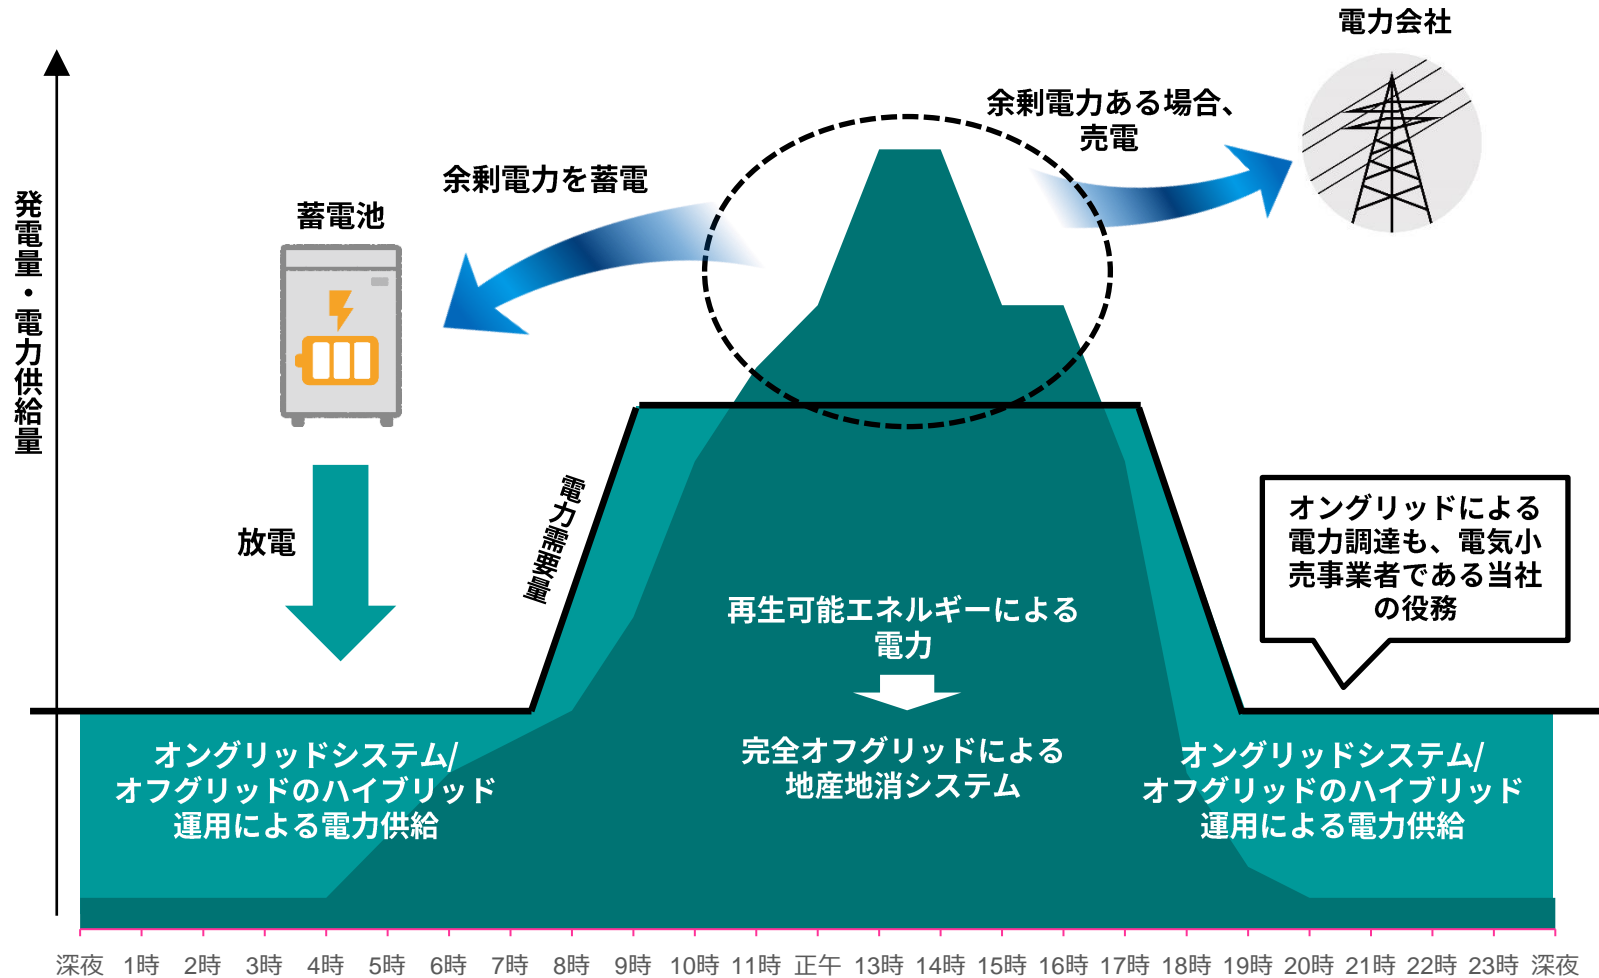 電力会社
余剰電力ある場合、
売電
余剰電力を蓄電
蓄電池
発電量・電力供給量
放電
電力需要量
オングリッドによる
電力調達も、電気小
売事業者である当社
の役務
再生可能エネルギーによる
電力
完全オフグリッドによる
地産地消システム
オングリッドシステム/
オフグリッドのハイブリッド
運用による電力供給
オングリッドシステム/
オフグリッドのハイブリッド
運用による電力供給
深夜 1時 2時 3時 4時 5時 6時 7時 8時 9時 10時 11時 正午 13時 14時 15時 16時 17時 18時 19時 20時 21時 22時 23時 深夜